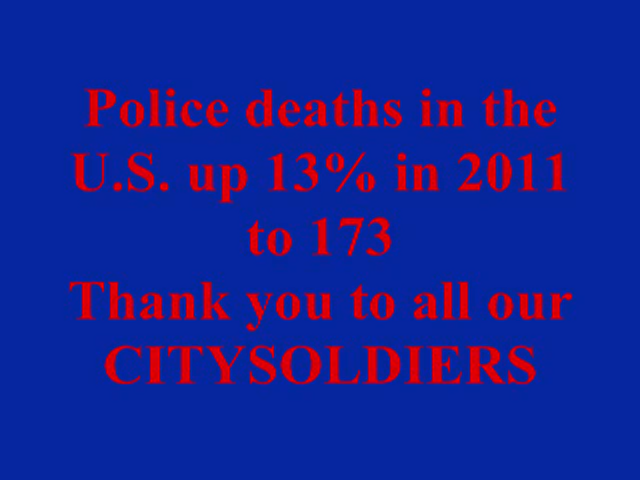 Police deaths in the
U.S. up 13% in 2011
to 173
Thank you to all our
CITYSOLDIERS